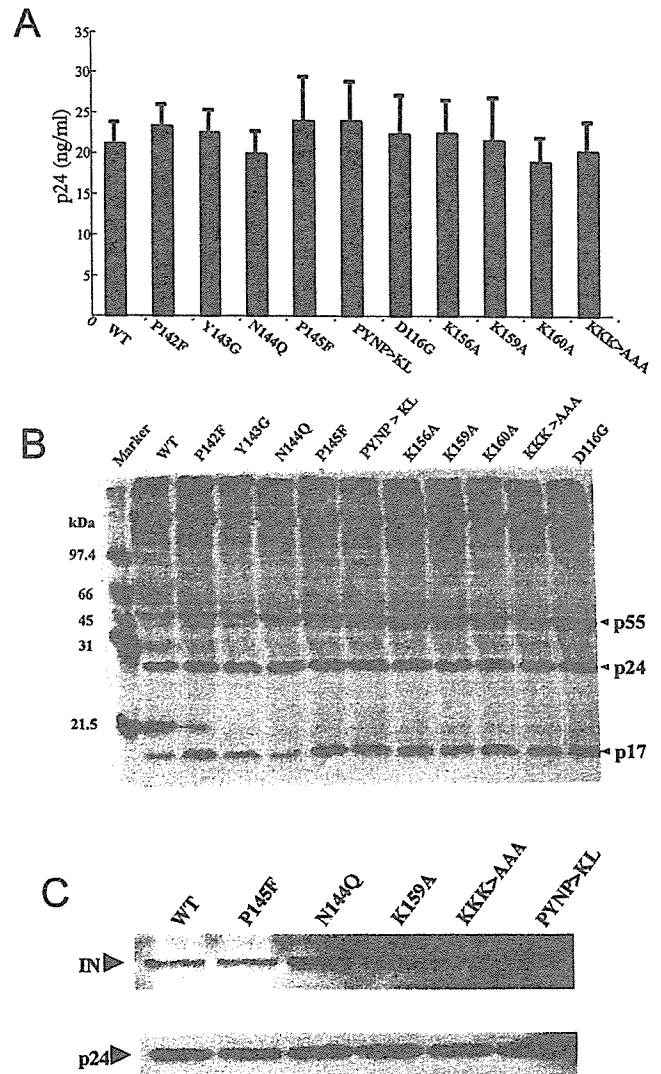 A
35
30
25
20
15
10
5
0
p24 (ng/ml)
WT P142F Y143G N144Q P145F PYNP>KL D116G K156A K159A K160A KKK>AAA
B
Marker WT P142F Y143G N144Q P145F PYNP > KL K156A K159A K160A KKK>AAA D116G
kDa
97.4
66
45
31
21.5
p55
p24
p17
C
WT P145F N144Q K159A KKK>AAA PYNP>KL
IN
p24